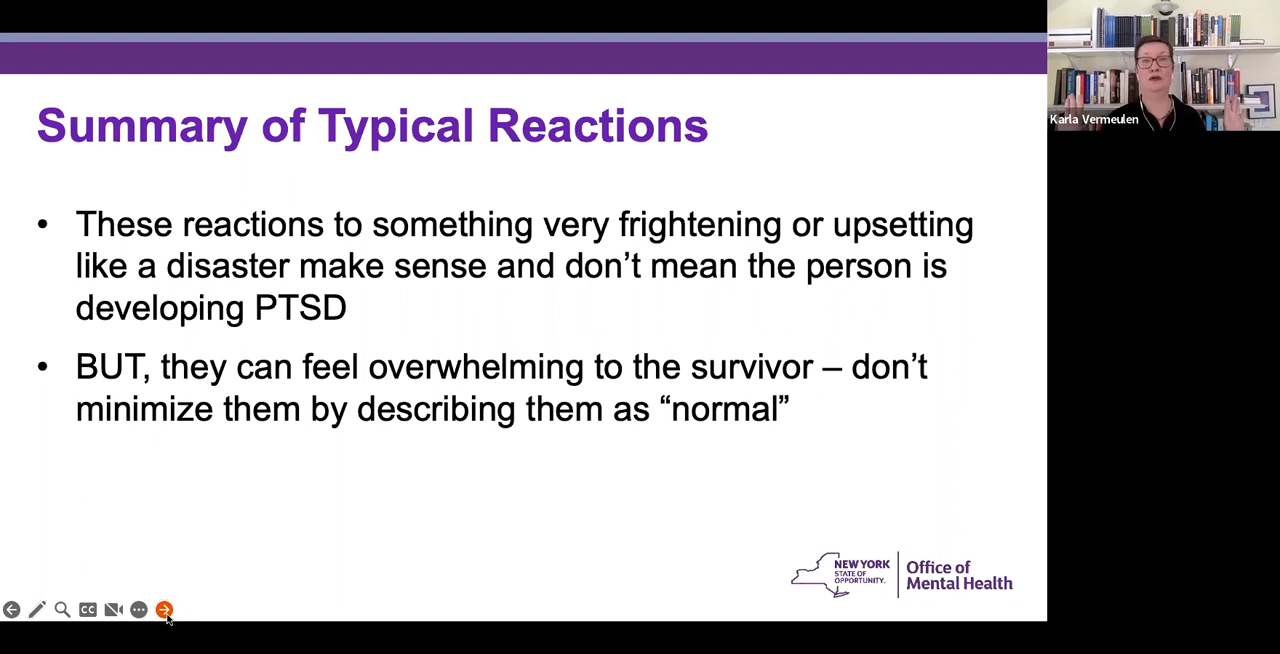 Summary of Typical Reactions
• These reactions to something very frightening or upsetting
like a disaster make sense and don’t mean the person is
developing PTSD
• BUT, they can feel overwhelming to the survivor – don’t
minimize them by describing them as “normal”
NEW YORK
STATE OF
OPPORTUNITY.
Office of
Mental Health
CC
Karla Vermeulen